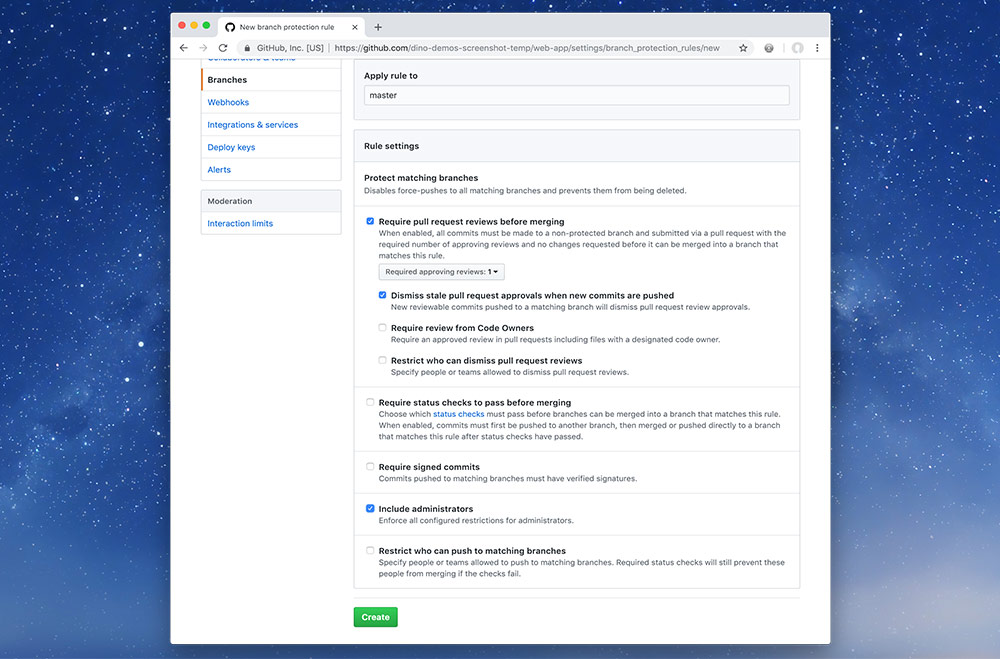 New branch protection rule
GitHub, Inc. [US] | https://github.com/dino-demos-screenshot-temp/web-app/settings/branch_protection_rules/new
Collaborators & teams
Branches
Webhooks
Integrations & services
Deploy keys
Alerts
Moderation
Interaction limits
Apply rule to
master
Rule settings
Protect matching branches
Disables force-pushes to all matching branches and prevents them from being deleted.
Require pull request reviews before merging
When enabled, all commits must be made to a non-protected branch and submitted via a pull request with the
required number of approving reviews and no changes requested before it can be merged into a branch that
matches this rule.
Required approving reviews: 1
Dismiss stale pull request approvals when new commits are pushed
New reviewable commits pushed to a matching branch will dismiss pull request review approvals.
Require review from Code Owners
Require an approved review in pull requests including files with a designated code owner.
Restrict who can dismiss pull request reviews
Specify people or teams allowed to dismiss pull request reviews.
Require status checks to pass before merging
Choose which status checks must pass before branches can be merged into a branch that matches this rule.
When enabled, commits must first be pushed to another branch, then merged or pushed directly to a branch
that matches this rule after status checks have passed.
Require signed commits
Commits pushed to matching branches must have verified signatures.
Include administrators
Enforce all configured restrictions for administrators.
Restrict who can push to matching branches
Specify people or teams allowed to push to matching branches. Required status checks will still prevent these
people from merging if the checks fail.
Create